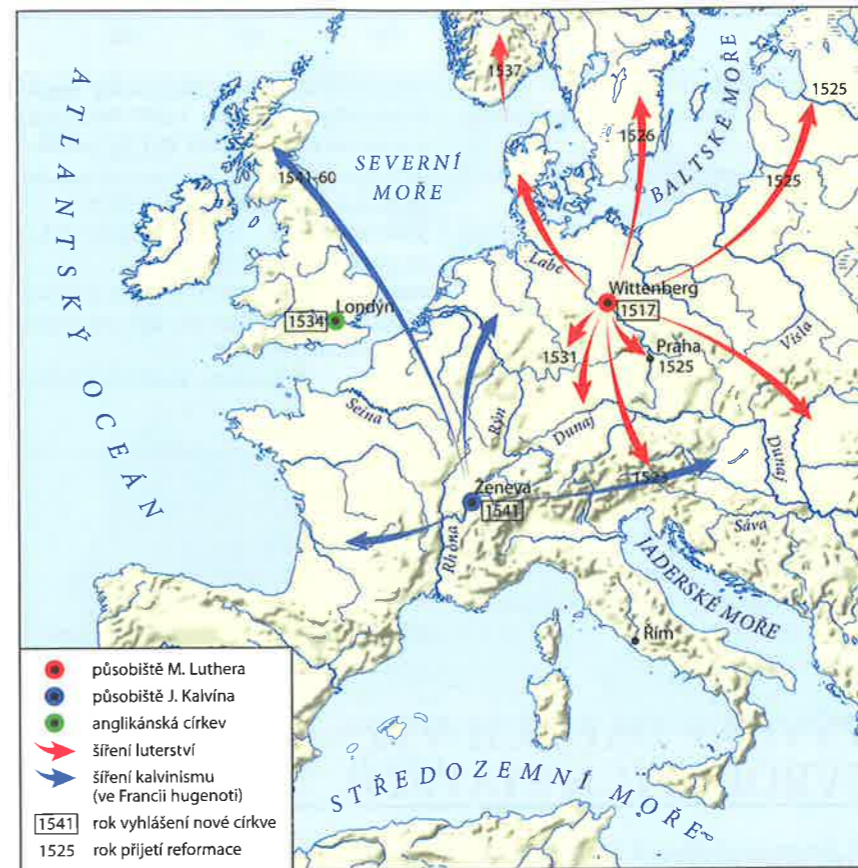 1537
1525
ATLANTSKÝ OCEÁN
SEVERNÍ
MOŘE
1526
BALTSKÉ MOŘE
1541-60
1525
Labe
Wittenberg
1517
Londýn
1534
Visla
1531
Praha
1525
Seina
Rýn
Dunaj
Dunaj
Ženeva
1541
Sáva
Rhôna
JADERSKÉ MOŘE
Řím
STŘEDOZEMNÍ MOŘE
působiště M. Luthera
působiště J. Kalvína
anglikánská církev
šíření luterství
šíření kalvinismu
(ve Francii hugenoti)
1541 rok vyhlášení nové církve
1525 rok přijetí reformace